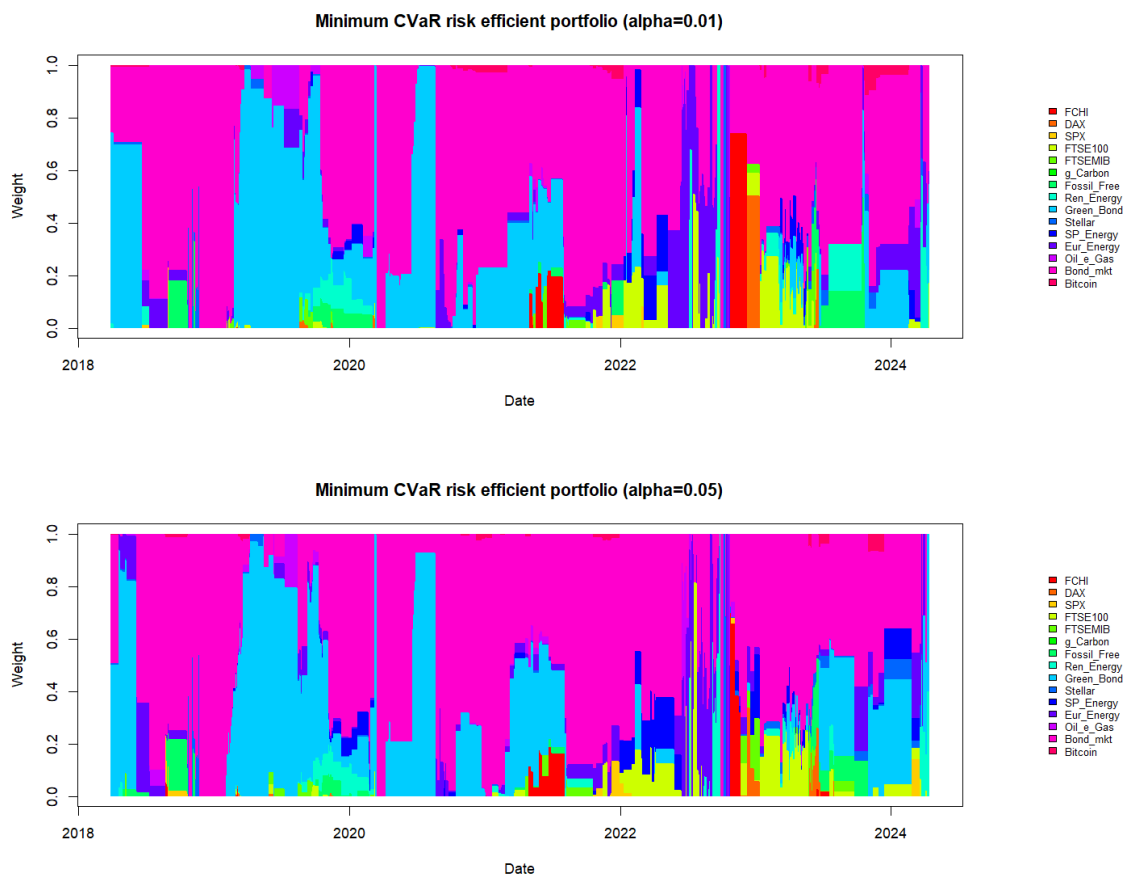 Minimum CVaR risk efficient portfolio (alpha=0.01)
Weight
1.0
0.8
0.6
0.4
0.2
0.0
2018
2020
2022
2024
Date
FCHI
DAX
SPX
FTSE100
FTSEMIB
g_Carbon
Fossil_Free
Ren_Energy
Green_Bond
Stellar
SP_Energy
Eur_Energy
Oil_e_Gas
Bond_mkt
Bitcoin
Minimum CVaR risk efficient portfolio (alpha=0.05)
Weight
1.0
0.8
0.6
0.4
0.2
0.0
2018
2020
2022
2024
Date
FCHI
DAX
SPX
FTSE100
FTSEMIB
g_Carbon
Fossil_Free
Ren_Energy
Green_Bond
Stellar
SP_Energy
Eur_Energy
Oil_e_Gas
Bond_mkt
Bitcoin